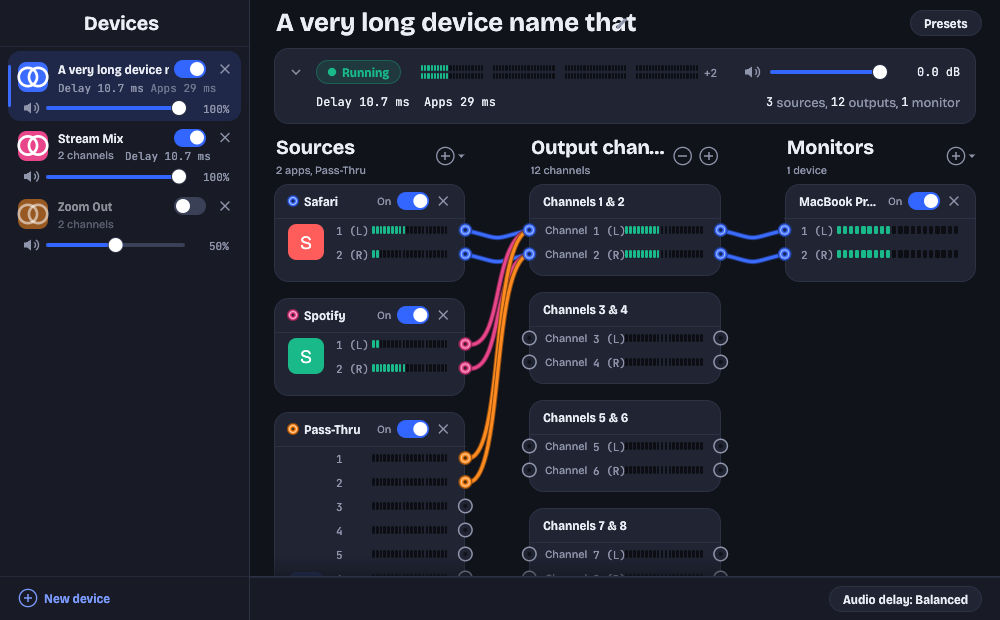 Devices
A very long device r
Delay 10.7 ms Apps 29 ms
100%
Stream Mix
2 channels Delay 10.7 ms
100%
Zoom Out
2 channels
50%
New device
A very long device name that
Presets
Running
+2
0.0 dB
Delay 10.7 ms Apps 29 ms
3 sources, 12 outputs, 1 monitor
Sources
2 apps, Pass-Thru
Safari On
S
1 (L)
2 (R)
Spotify On
S
1 (L)
2 (R)
Pass-Thru On
1
2
3
4
5
Output chan...
12 channels
Channels 1 & 2
Channel 1 (L)
Channel 2 (R)
Channels 3 & 4
Channel 3 (L)
Channel 4 (R)
Channels 5 & 6
Channel 5 (L)
Channel 6 (R)
Channels 7 & 8
Channel 7 (L)
Monitors
1 device
MacBook Pr... On
1 (L)
2 (R)
Audio delay: Balanced